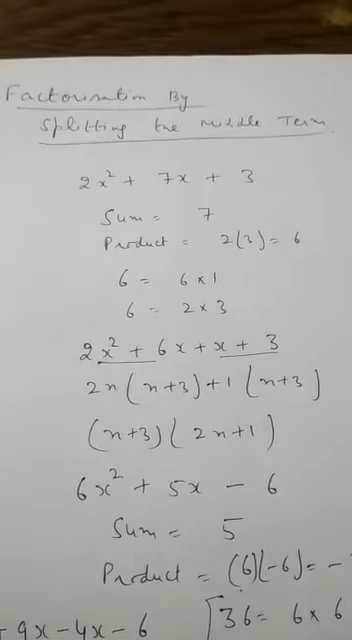 Factorisation By
Splitting the Middle Term
2x² + 7x + 3
Sum = 7
Product = 2(3) = 6
6 = 6 x 1
6 = 2 x 3
2x² + 6x + x + 3
2x (x+3) + 1 (x+3)
(x+3) ( 2x+1 )
6x² + 5x - 6
Sum = 5
Product = (6)(-6) = -
+ 9x - 4x - 6
36 = 6 x 6